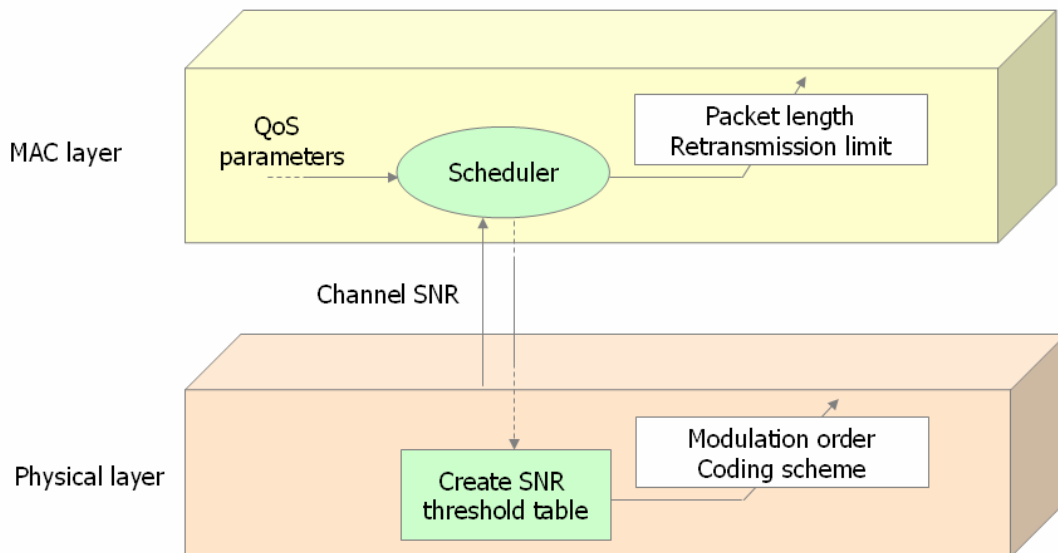 MAC layer
QoS
parameters
Scheduler
Packet length
Retransmission limit
Channel SNR
Physical layer
Create SNR
threshold table
Modulation order
Coding scheme